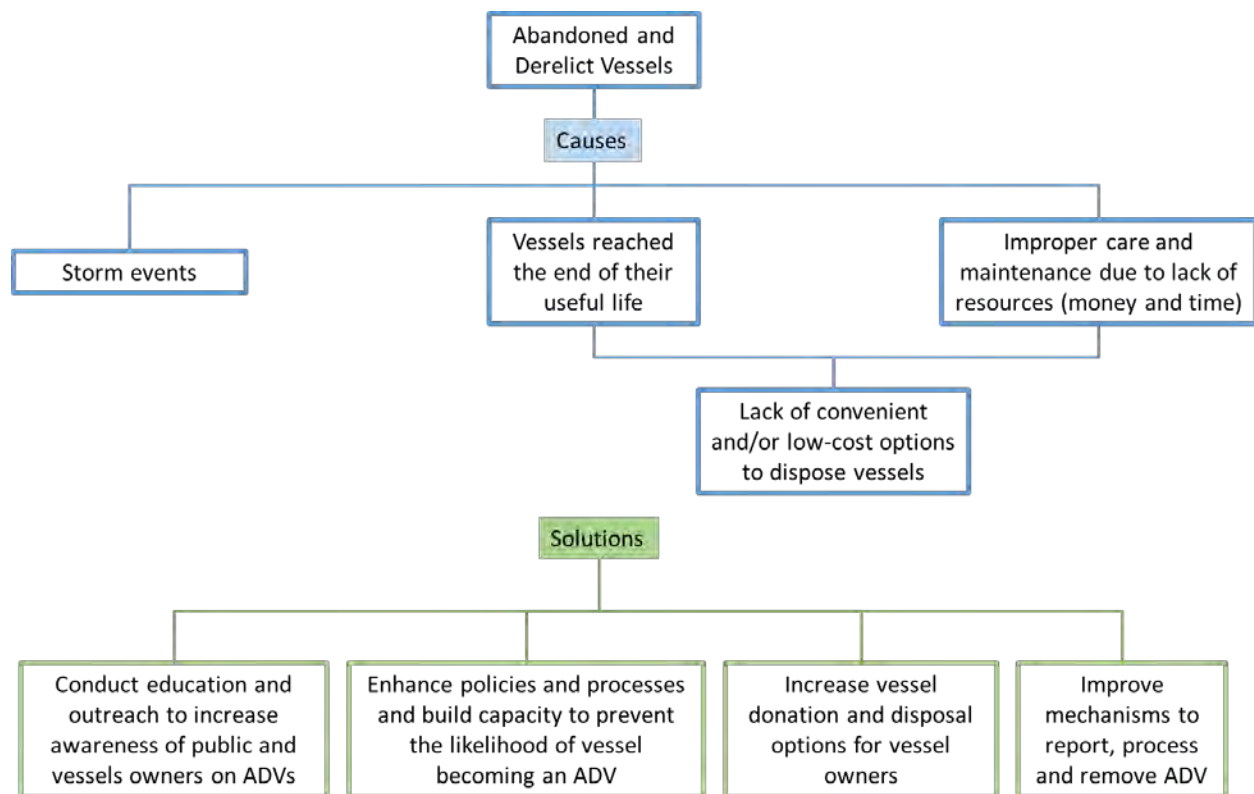 Abandoned and
Derelict Vessels
Causes
Storm events
Vessels reached
the end of their
useful life
Improper care and
maintenance due to lack of
resources (money and time)
Lack of convenient
and/or low-cost options
to dispose vessels
Solutions
Conduct education and
outreach to increase
awareness of public and
vessels owners on ADVs
Enhance policies and processes
and build capacity to prevent
the likelihood of vessel
becoming an ADV
Increase vessel
donation and disposal
options for vessel
owners
Improve
mechanisms to
report, process
and remove ADV